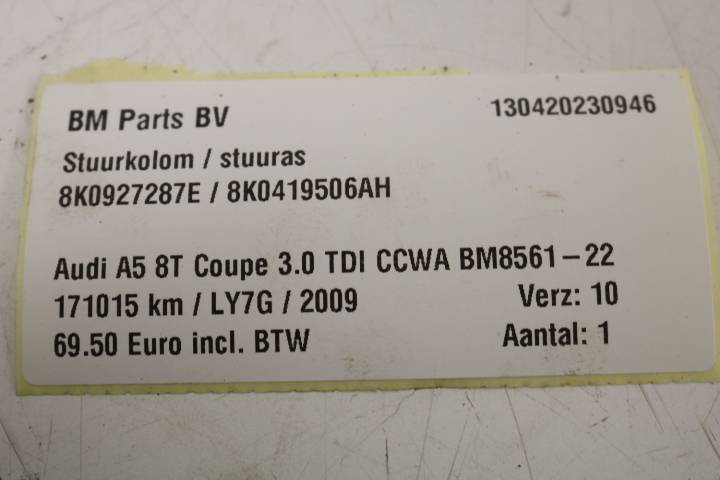 BM Parts BV 130420230946
Stuurkolom / stuuras
8K0927287E / 8K0419506AH
Audi A5 8T Coupe 3.0 TDI CCWA BM8561-22
171015 km / LY7G / 2009 Verz: 10
69.50 Euro incl. BTW Aantal: 1